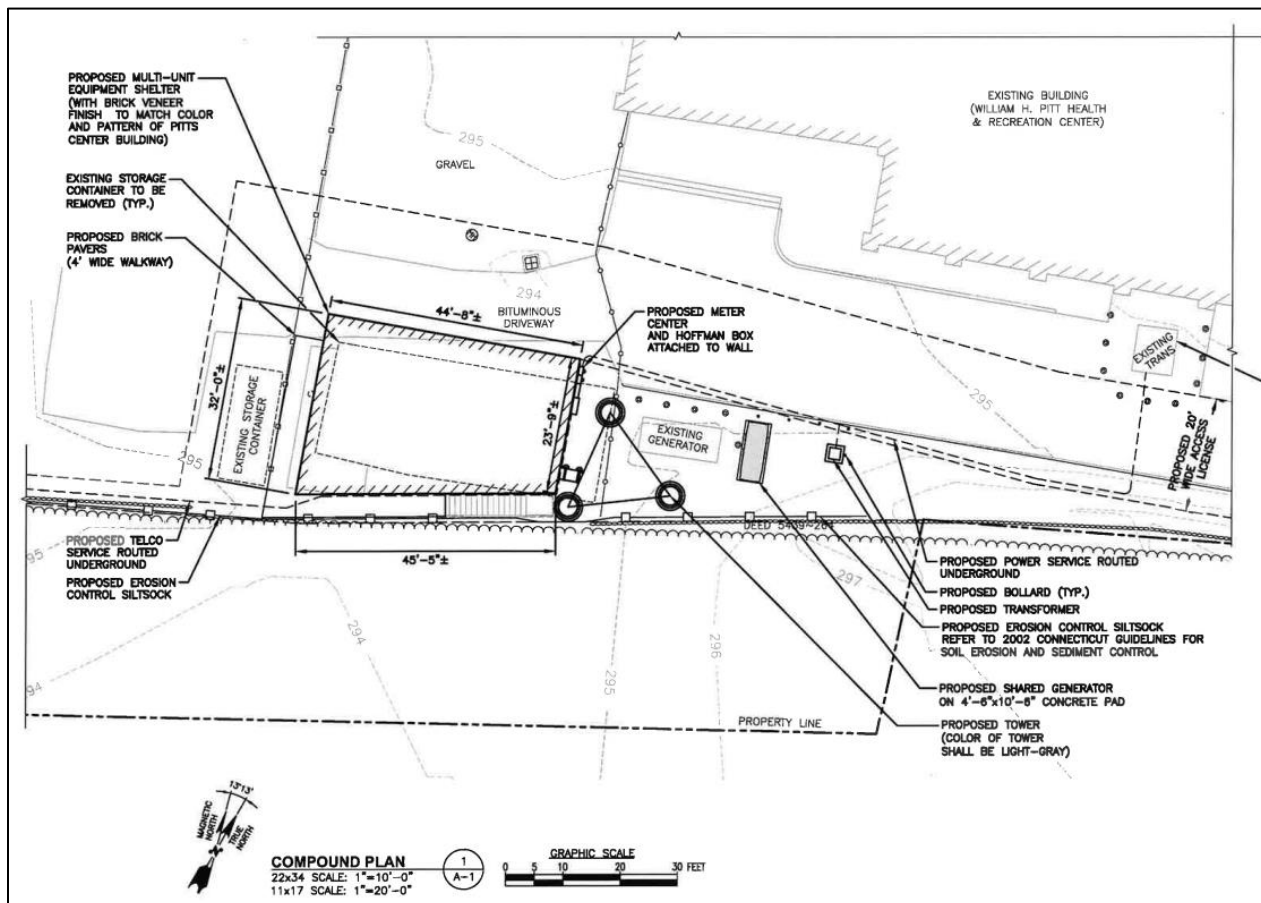 PROPOSED MULTI-UNIT
EQUIPMENT SHELTER
(WITH BRICK VENEER
FINISH TO MATCH COLOR
AND PATTERN OF PITTS
CENTER BUILDING)
EXISTING STORAGE
CONTAINER TO BE
REMOVED (TYP.)
PROPOSED BRICK
PAVERS
(4' WIDE WALKWAY)
295
GRAVEL
EXISTING BUILDING
(WILLIAM H. PITT HEALTH
& RECREATION CENTER)
294
BITUMINOUS
DRIVEWAY
44'-8"±
PROPOSED METER
CENTER
AND HOFFMAN BOX
ATTACHED TO WALL
32'-0"±
EXISTING STORAGE
CONTAINER
23'-9"±
EXISTING
GENERATOR
EXISTING
TRANS
295
PROPOSED 20'
WIDE ACCESS
LICENSE
295
PROPOSED TELCO
SERVICE ROUTED
UNDERGROUND
PROPOSED EROSION
CONTROL SILTSOCK
95
45'-5"±
297
PROPOSED POWER SERVICE ROUTED
UNDERGROUND
PROPOSED BOLLARD (TYP.)
PROPOSED TRANSFORMER
PROPOSED EROSION CONTROL SILTSOCK
REFER TO 2002 CONNECTICUT GUIDELINES FOR
SOIL EROSION AND SEDIMENT CONTROL
294
295
296
94
PROPOSED SHARED GENERATOR
ON 4'-6"x10'-6" CONCRETE PAD
PROPERTY LINE
PROPOSED TOWER
(COLOR OF TOWER
SHALL BE LIGHT-GRAY)
13°13'
MAGNETIC
NORTH
TRUE
NORTH
COMPOUND PLAN
22x34 SCALE: 1"=10'-0"
11x17 SCALE: 1"=20'-0"
1
A-1
GRAPHIC SCALE
0 5 10 20 30 FEET